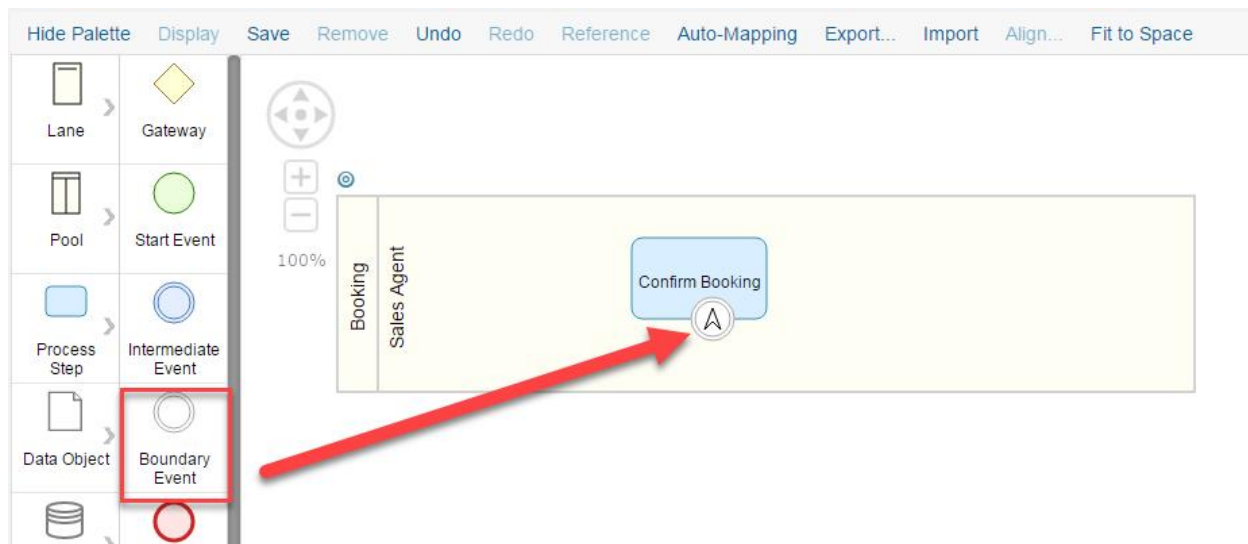 Hide Palette Display Save Remove Undo Redo Reference Auto-Mapping Export... Import Align... Fit to Space
Lane
Gateway
Pool
Start Event
100%
Process
Step
Intermediate
Event
Data Object
Boundary
Event
Booking
Sales Agent
Confirm Booking